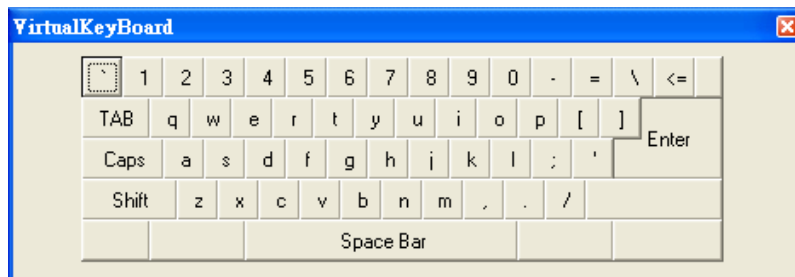 VirtualKeyBoard
` 1 2 3 4 5 6 7 8 9 0 - = \ <=
TAB q w e r t y u i o p [ ]
Enter
Caps a s d f g h j k l ; '
Shift z x c v b n m , . /
Space Bar